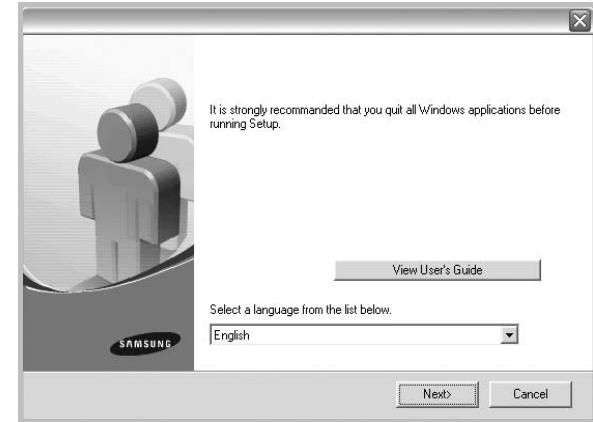 It is strongly recommanded that you quit all Windows applications before
running Setup.
View User's Guide
Select a language from the list below.
English
SAMSUNG
Next>
Cancel